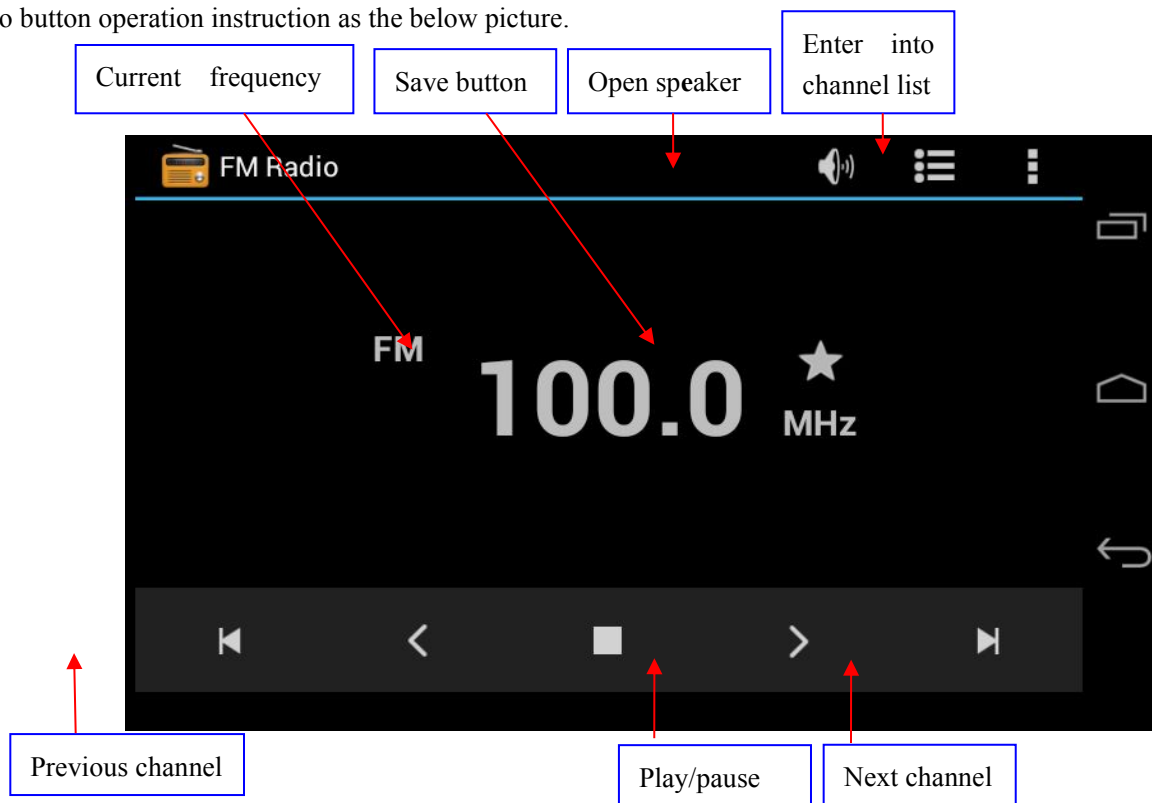 o button operation instruction as the below picture.
Current frequency
Save button
Open speaker
Enter into
channel list
FM Radio
FM
100.0
MHz
Previous channel
Play/pause
Next channel